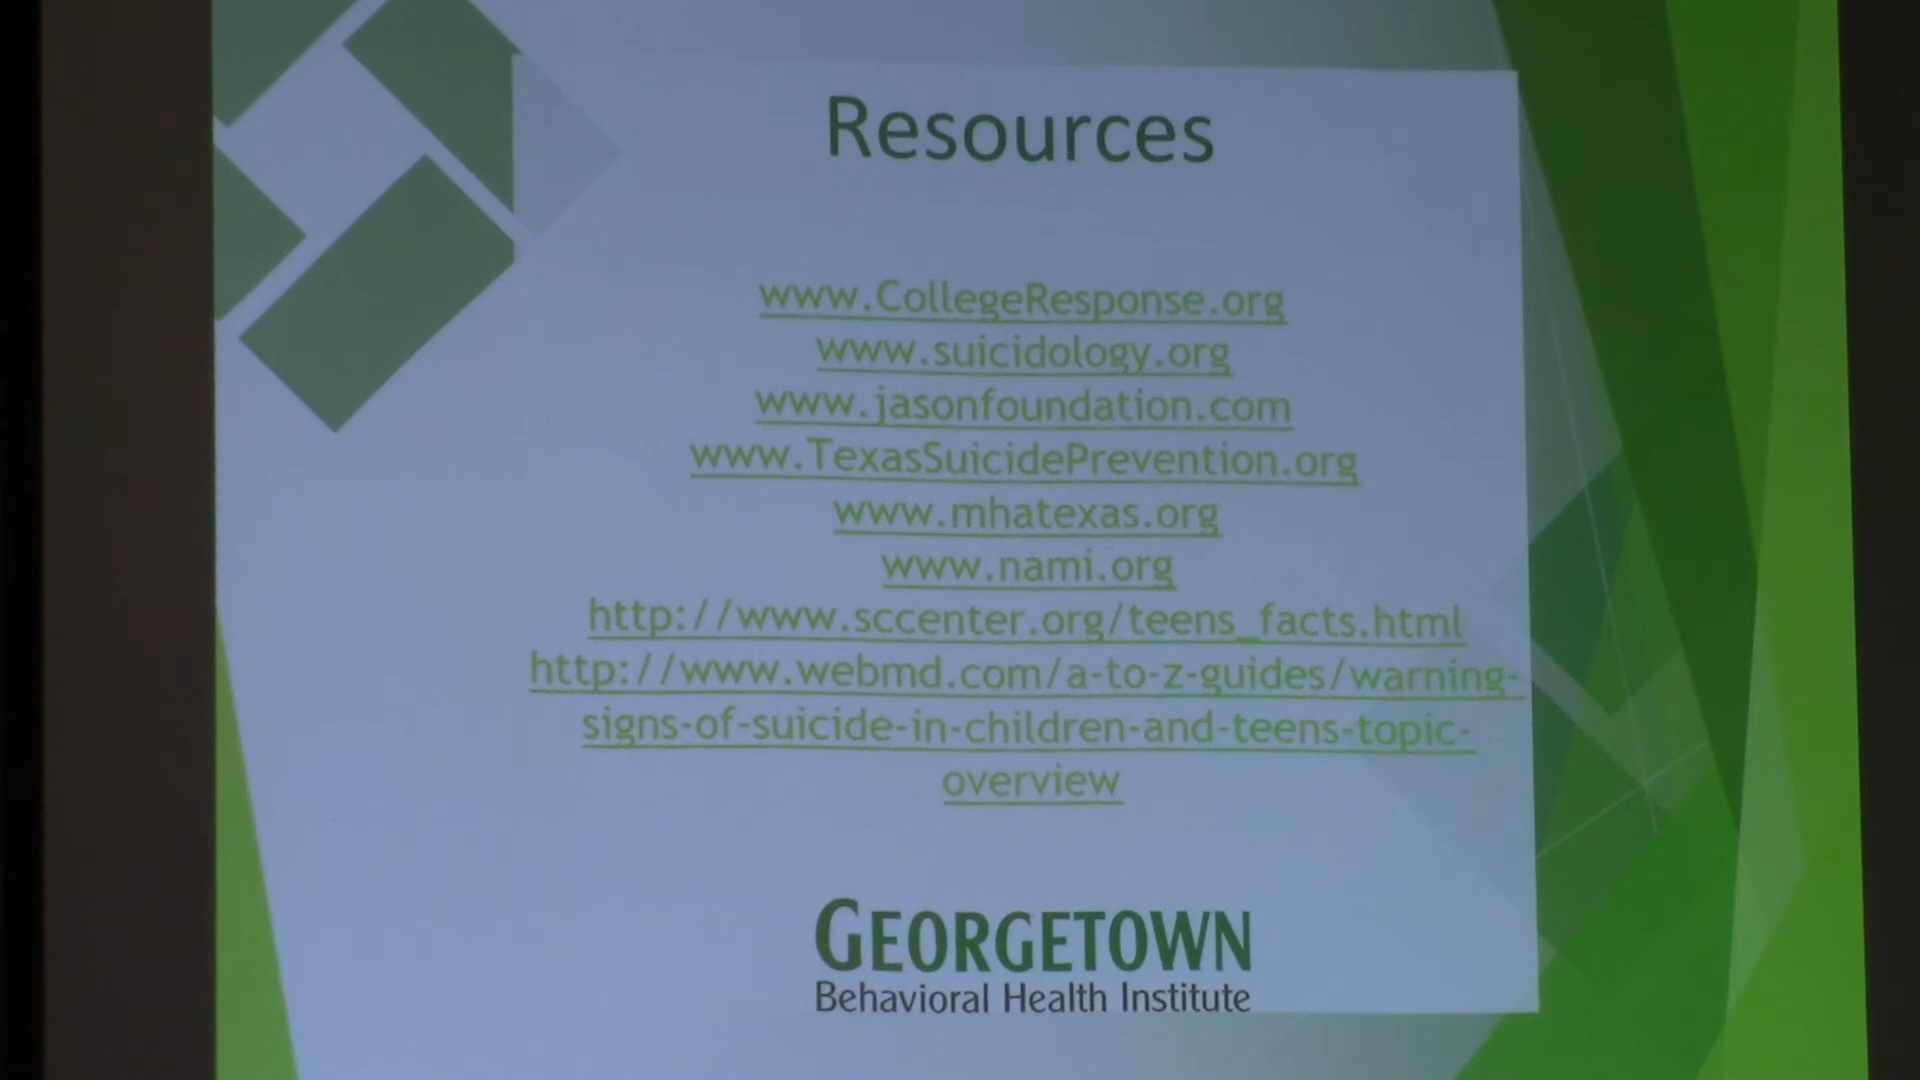 Resources
www.CollegeResponse.org
www.suicidology.org
www.jasonfoundation.com
www.TexasSuicidePrevention.org
www.mhatexas.org
www.nami.org
http://www.sccenter.org/teens_facts.html
http://www.webmd.com/a-to-z-guides/warning-
signs-of-suicide-in-children-and-teens-topic-
overview
GEORGETOWN
Behavioral Health Institute